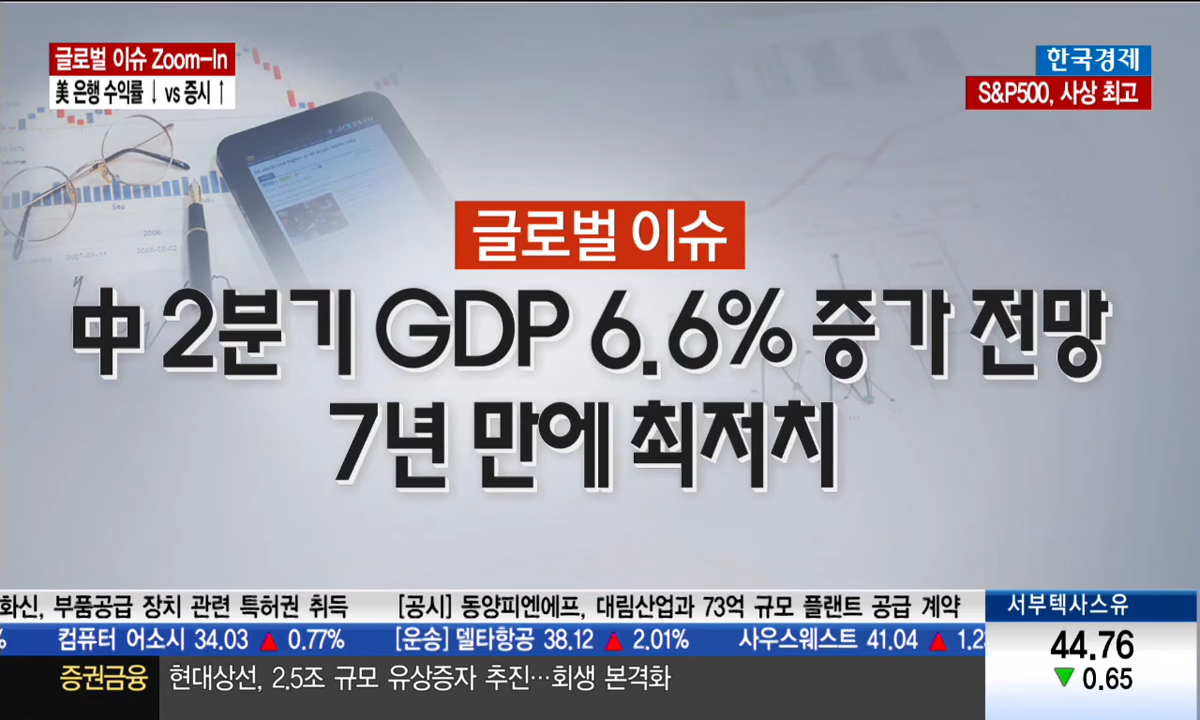 글로벌 이슈 Zoom-In
美 은행 수익률 ↓ vs 증시 ↑
한국경제
S&P500, 사상 최고
글로벌 이슈
中 2분기 GDP 6.6% 증가 전망
7년 만에 최저치
화신, 부품공급 장치 관련 특허권 취득 [공시] 동양피엔에프, 대림산업과 73억 규모 플랜트 공급 계약
% 컴퓨터 어소시 34.03 ▲ 0.77% [운송] 델타항공 38.12 ▲ 2.01% 사우스웨스트 41.04 ▲
서부텍사스유
44.76
▼ 0.65
증권금융 현대상선, 2.5조 규모 유상증자 추진…회생 본격화